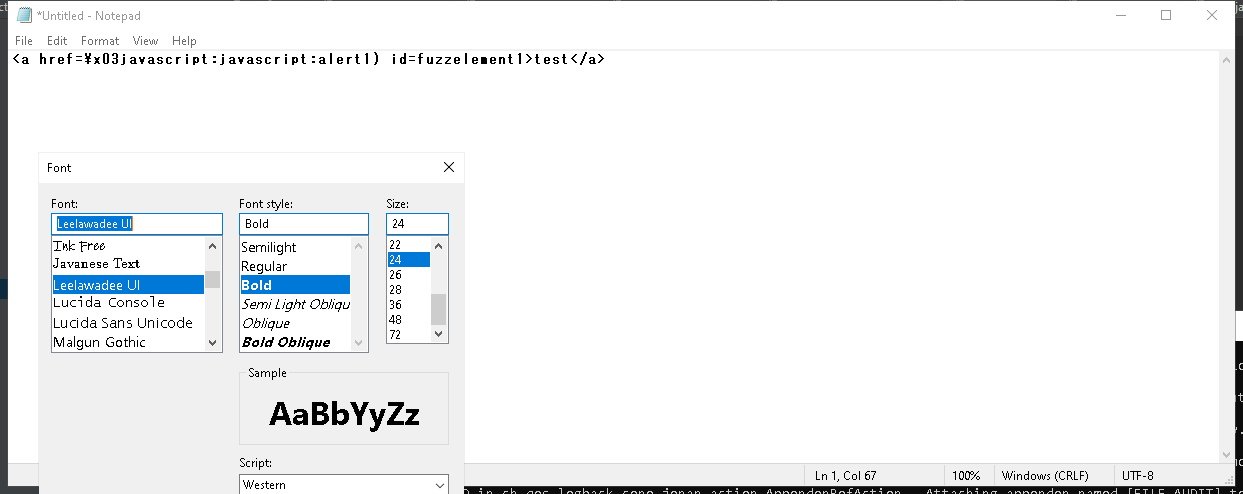 *Untitled - Notepad
File Edit Format View Help
<a href=¥x03javascript:javascript:alert1) id=fuzzelement1>test</a>
Font
Font: Font style: Size:
Leelawadee UI Bold 24
Ink Free
Javanese Text
Leelawadee UI
Lucida Console
Lucida Sans Unicode
Malgun Gothic
Semilight
Regular
Bold
Semi Light Obliqu
Oblique
Bold Oblique
22
24
26
28
36
48
72
Sample
AaBbYyZz
Script:
Western
Ln 1, Col 67 100% Windows (CRLF) UTF-8